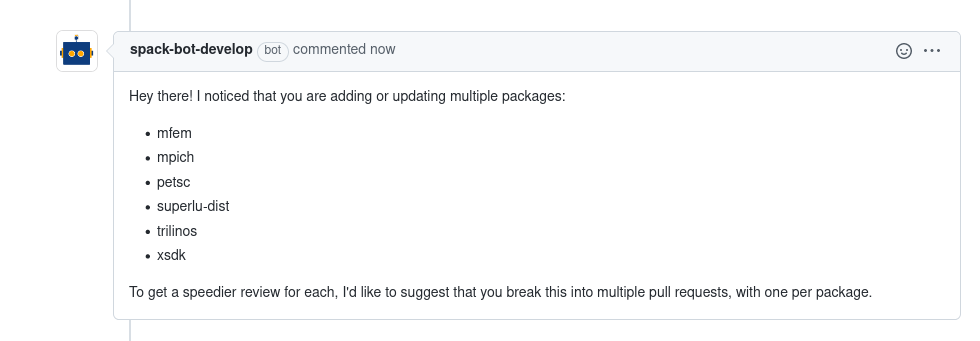 spack-bot-develop bot commented now
Hey there! I noticed that you are adding or updating multiple packages:
mfem
mpich
petsc
superlu-dist
trilinos
xsdk
To get a speedier review for each, I'd like to suggest that you break this into multiple pull requests, with one per package.